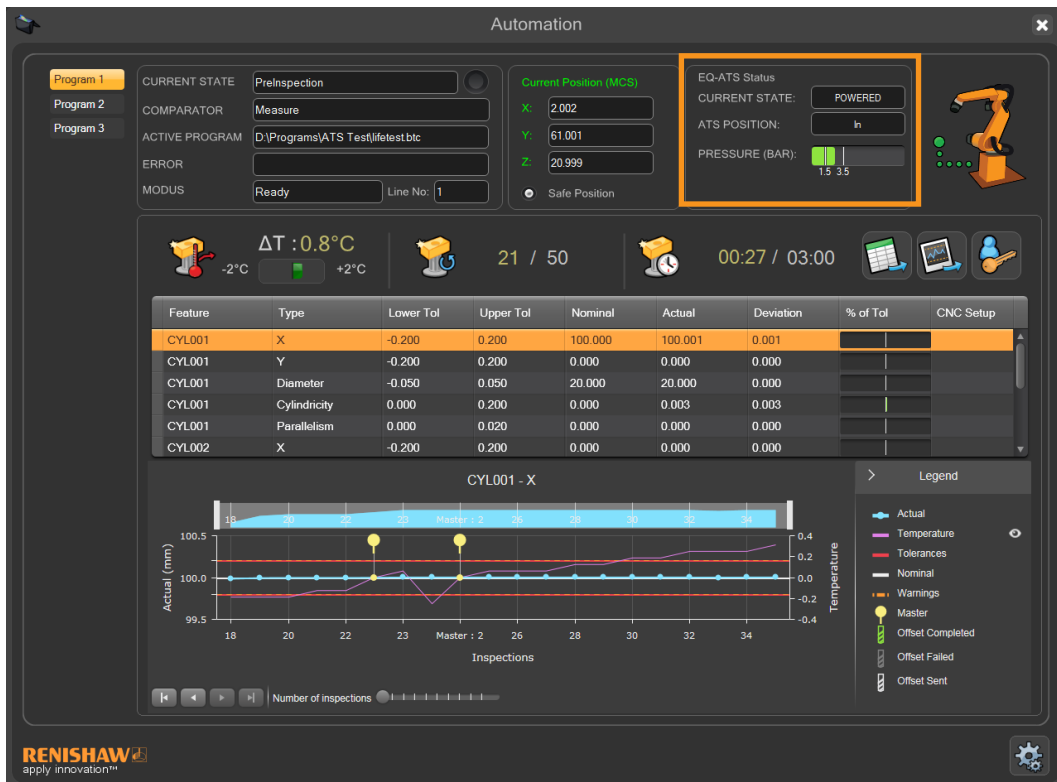 Automation
Program 1
Program 2
Program 3
CURRENT STATE PreInspection
COMPARATOR Measure
ACTIVE PROGRAM D:\Programs\ATS Test\lifetest.btc
ERROR
MODUS Ready Line No: 1
Current Position (MCS)
X: 2.002
Y: 61.001
Z: 20.999
Safe Position
EQ-ATS Status
CURRENT STATE: POWERED
ATS POSITION: In
PRESSURE (BAR):
1.5 3.5
ΔT : 0.8°C
-2°C +2°C
21 / 50
00:27 / 03:00
Feature Type Lower Tol Upper Tol Nominal Actual Deviation % of Tol CNC Setup
CYL001 X -0.200 0.200 100.000 100.001 0.001
CYL001 Y -0.200 0.200 0.000 0.000 0.000
CYL001 Diameter -0.050 0.050 20.000 20.000 0.000
CYL001 Cylindricity 0.000 0.200 0.000 0.003 0.003
CYL001 Parallelism 0.000 0.020 0.000 0.000 0.000
CYL002 X -0.200 0.200 0.000 0.000 0.000
CYL001 - X
18 20 22 23 Master : 2 26 28 30 32 34
100.5
100.0
99.5
Actual (mm)
0.4
0.2
0.0
-0.2
-0.4
Temperature
18 20 22 23 Master : 2 26 28 30 32 34
Inspections
Number of inspections
> Legend
Actual
Temperature
Tolerances
Nominal
Warnings
Master
Offset Completed
Offset Failed
Offset Sent
RENISHAW
apply innovation™